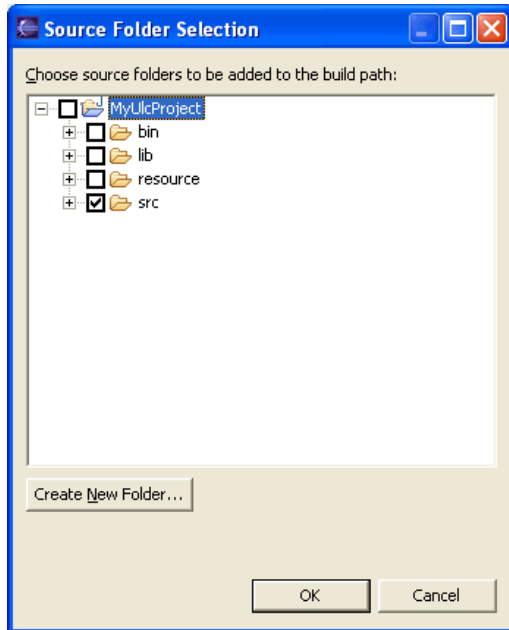 Source Folder Selection
Choose source folders to be added to the build path:
MyUlcProject
bin
lib
resource
src
Create New Folder...
OK
Cancel